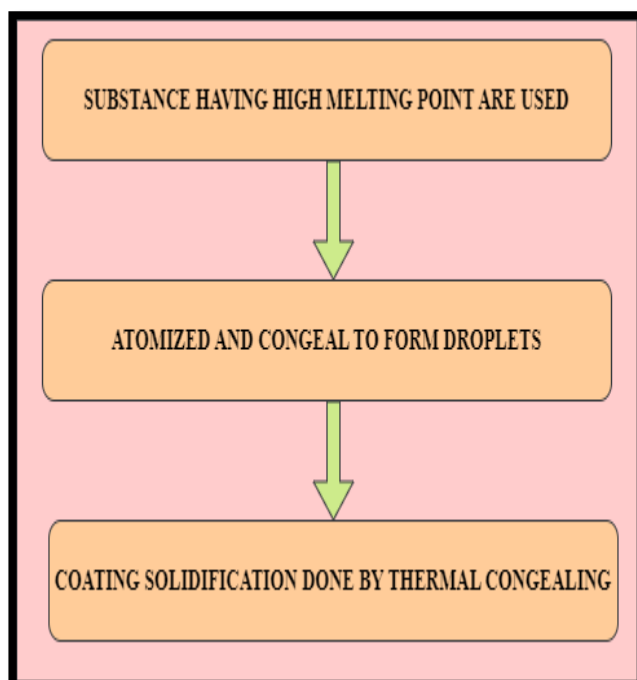 SUBSTANCE HAVING HIGH MELTING POINT ARE USED
ATOMIZED AND CONGEAL TO FORM DROPLETS
COATING SOLIDIFICATION DONE BY THERMAL CONGEALING